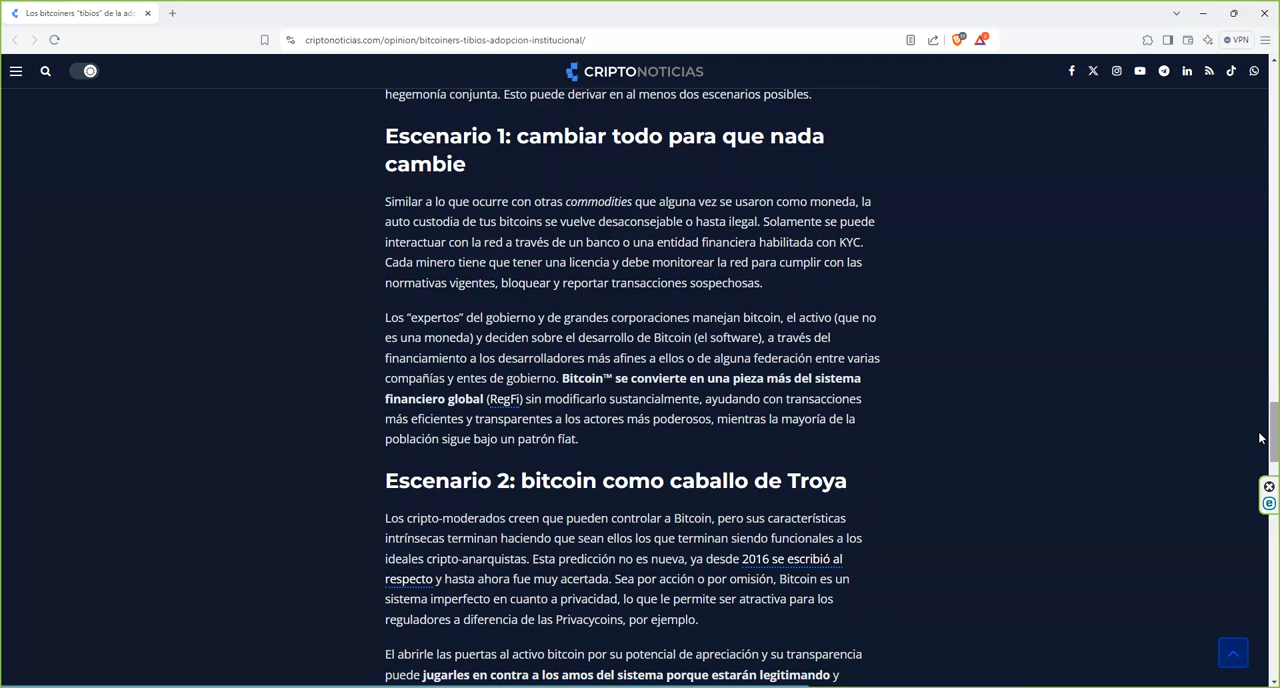 Los bitcoiners "tibios" de la ado
criptonoticias.com/opinion/bitcoiners-tibios-adopcion-institucional/
VPN
CRIPTONOTICIAS
hegemonía conjunta. Esto puede derivar en al menos dos escenarios posibles.
Escenario 1: cambiar todo para que nada
cambie
Similar a lo que ocurre con otras commodities que alguna vez se usaron como moneda, la
auto custodia de tus bitcoins se vuelve desaconsejable o hasta ilegal. Solamente se puede
interactuar con la red a través de un banco o una entidad financiera habilitada con KYC.
Cada minero tiene que tener una licencia y debe monitorear la red para cumplir con las
normativas vigentes, bloquear y reportar transacciones sospechosas.
Los “expertos” del gobierno y de grandes corporaciones manejan bitcoin, el activo (que no
es una moneda) y deciden sobre el desarrollo de Bitcoin (el software), a través del
financiamiento a los desarrolladores más afines a ellos o de alguna federación entre varias
compañías y entes de gobierno. Bitcoin™ se convierte en una pieza más del sistema
financiero global (RegFi) sin modificarlo sustancialmente, ayudando con transacciones
más eficientes y transparentes a los actores más poderosos, mientras la mayoría de la
población sigue bajo un patrón fíat.
Escenario 2: bitcoin como caballo de Troya
Los cripto-moderados creen que pueden controlar a Bitcoin, pero sus características
intrínsecas terminan haciendo que sean ellos los que terminan siendo funcionales a los
ideales cripto-anarquistas. Esta predicción no es nueva, ya desde 2016 se escribió al
respecto y hasta ahora fue muy acertada. Sea por acción o por omisión, Bitcoin es un
sistema imperfecto en cuanto a privacidad, lo que le permite ser atractiva para los
reguladores a diferencia de las Privacycoins, por ejemplo.
El abrirle las puertas al activo bitcoin por su potencial de apreciación y su transparencia
puede jugarles en contra a los amos del sistema porque estarán legitimando y